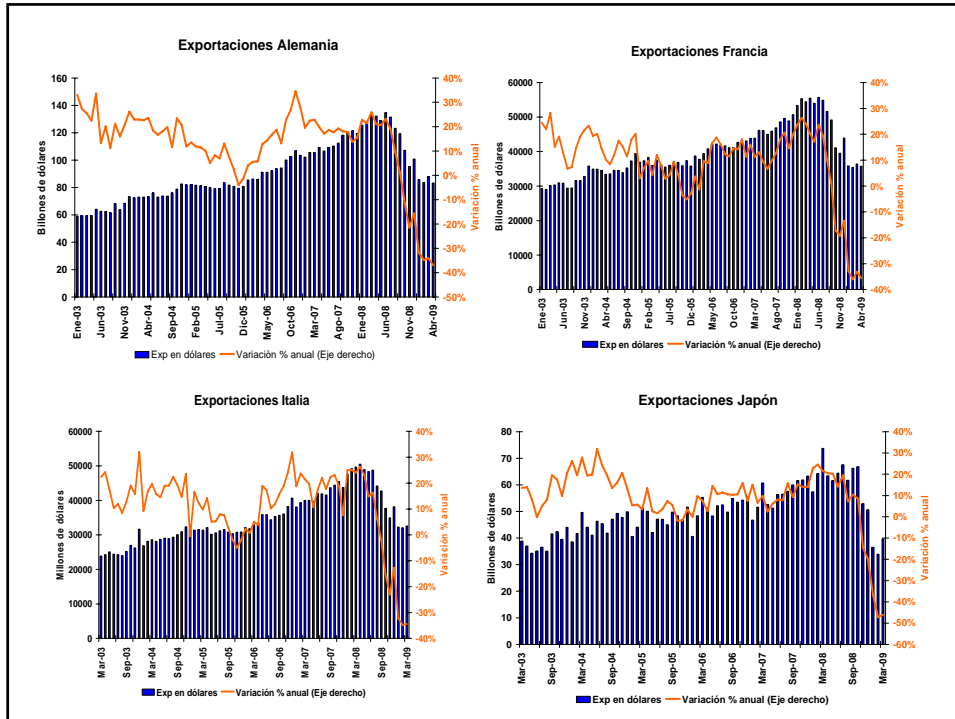 Exportaciones Alemania
Billones de dólares
160
140
120
100
80
60
40
20
0
40%
30%
20%
10%
0%
-10%
-20%
-30%
-40%
-50%
Variación % anual
Ene-03
Jun-03
Nov-03
Abr-04
Sep-04
Feb-05
Jul-05
Dic-05
May-06
Oct-06
Mar-07
Ago-07
Ene-08
Jun-08
Nov-08
Abr-09
Exp en dólares
Variaciòn % anual (Eje derecho)
Exportaciones Francia
Billones de dólares
60000
50000
40000
30000
20000
10000
0
40%
30%
20%
10%
0%
-10%
-20%
-30%
-40%
Variación % anual
Ene-03
Jun-03
Nov-03
Abr-04
Sep-04
Feb-05
Jul-05
Dic-05
May-06
Oct-06
Mar-07
Ago-07
Ene-08
Jun-08
Nov-08
Abr-09
Exp en dólares
Variación % anual (Eje derecho)
Exportaciones Italia
Millones de dólares
60000
50000
40000
30000
20000
10000
0
40%
30%
20%
10%
0%
-10%
-20%
-30%
-40%
Variación % anual
Mar-03
Sep-03
Mar-04
Sep-04
Mar-05
Sep-05
Mar-06
Sep-06
Mar-07
Sep-07
Mar-08
Sep-08
Mar-09
Exp en dólares
Variación % anual (Eje derecho)
Exportaciones Japón
Billones de dólares
80
70
60
50
40
30
20
10
0
40%
30%
20%
10%
0%
-10%
-20%
-30%
-40%
-50%
-60%
Variación % anual
Mar-03
Sep-03
Mar-04
Sep-04
Mar-05
Sep-05
Mar-06
Sep-06
Mar-07
Sep-07
Mar-08
Sep-08
Mar-09
Exp en dólares
Variación % anual (Eje derecho)